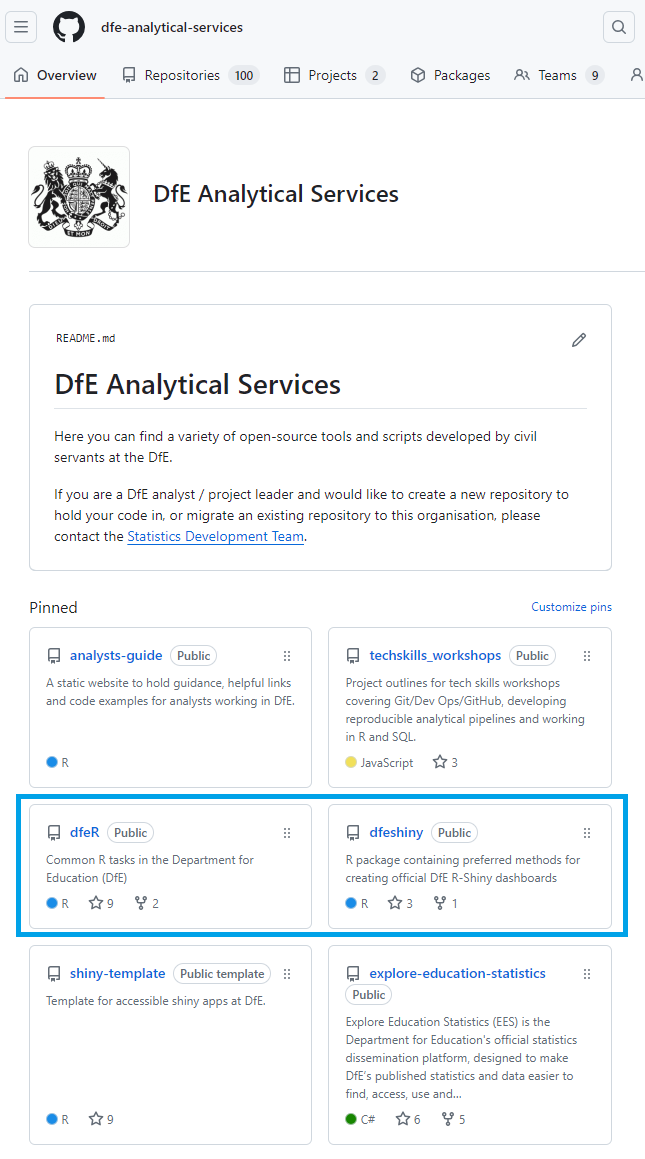 dfe-analytical-services
Overview Repositories 100 Projects 2 Packages Teams 9
DfE Analytical Services
README.md
DfE Analytical Services
Here you can find a variety of open-source tools and scripts developed by civil
servants at the DfE.
If you are a DfE analyst / project leader and would like to create a new repository to
hold your code in, or migrate an existing repository to this organisation, please
contact the Statistics Development Team.
Pinned Customize pins
analysts-guide Public
A static website to hold guidance, helpful links
and code examples for analysts working in DfE.
R
techskills_workshops Public
Project outlines for tech skills workshops
covering Git/Dev Ops/GitHub, developing
reproducible analytical pipelines and working
in R and SQL.
JavaScript 3
dfeR Public
Common R tasks in the Department for
Education (DfE)
R 9 2
dfeshiny Public
R package containing preferred methods for
creating official DfE R-Shiny dashboards
R 3 1
shiny-template Public template
Template for accessible shiny apps at DfE.
R 9
explore-education-statistics
Public
Explore Education Statistics (EES) is the
Department for Education's official statistics
dissemination platform, designed to make
DfE's published statistics and data easier to
find, access, use and...
C# 6 5